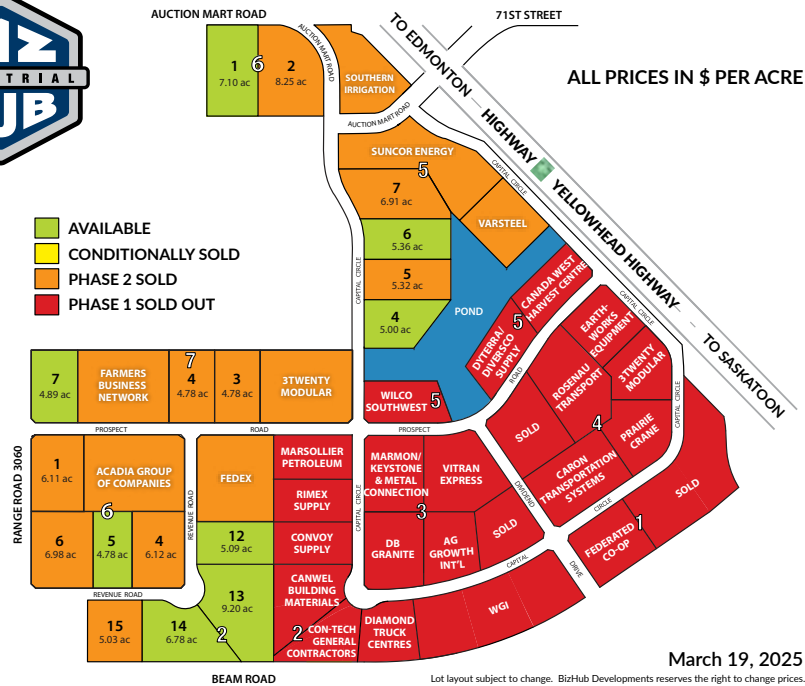 AUCTION MART ROAD
71ST STREET
TO EDMONTON
HIGHWAY
YELLOWHEAD HIGHWAY
TO SASKATOON
ALL PRICES IN $ PER ACRE
UB
AUCTION MART ROAD
1
7.10 ac
6
2
8.25 ac
SOUTHERN
IRRIGATION
AUCTION MART ROAD
SUNCOR ENERGY
5
CAPITAL CIRCLE
7
6.91 ac
VARSTEEL
6
5.36 ac
5
5.32 ac
4
5.00 ac
CAPITAL CIRCLE
POND
AVAILABLE
CONDITIONALLY SOLD
PHASE 2 SOLD
PHASE 1 SOLD OUT
CANADA WEST
HARVEST CENTRE
5
DYTERRA/
DIVERSCO
SUPPLY
ROAD
CAPITAL CIRCLE
EARTH-
WORKS
EQUIPMENT
3TWENTY
MODULAR
ROSENAU
TRANSPORT
CAPITAL CIRCLE
7
4.89 ac
FARMERS
BUSINESS
NETWORK
7
4
4.78 ac
3
4.78 ac
3TWENTY
MODULAR
WILCO
SOUTHWEST
5
SOLD
4
PRAIRIE
CRANE
CARON
TRANSPORTATION
SYSTEMS
PROSPECT
ROAD
PROSPECT
RANGE ROAD 3060
1
6.11 ac
ACADIA GROUP
OF COMPANIES
6
6
6.98 ac
5
4.78 ac
4
6.12 ac
REVENUE ROAD
FEDEX
12
5.09 ac
MARSOLLIER
PETROLEUM
RIMEX
SUPPLY
CONVOY
SUPPLY
CAPITAL CIRCLE
MARMON/
KEYSTONE
& METAL
CONNECTION
VITRAN
EXPRESS
3
DB
GRANITE
AG
GROWTH
INT'L
SOLD
DIVIDEND
DRIVE
CAPITAL
CIRCLE
SOLD
1
FEDERATED
CO-OP
REVENUE ROAD
15
5.03 ac
14
6.78 ac
2
13
9.20 ac
CANWEL
BUILDING
MATERIALS
2
CON-TECH
GENERAL
CONTRACTORS
DIAMOND
TRUCK
CENTRES
WGI
BEAM ROAD
March 19, 2025
Lot layout subject to change. BizHub Developments reserves the right to change prices.